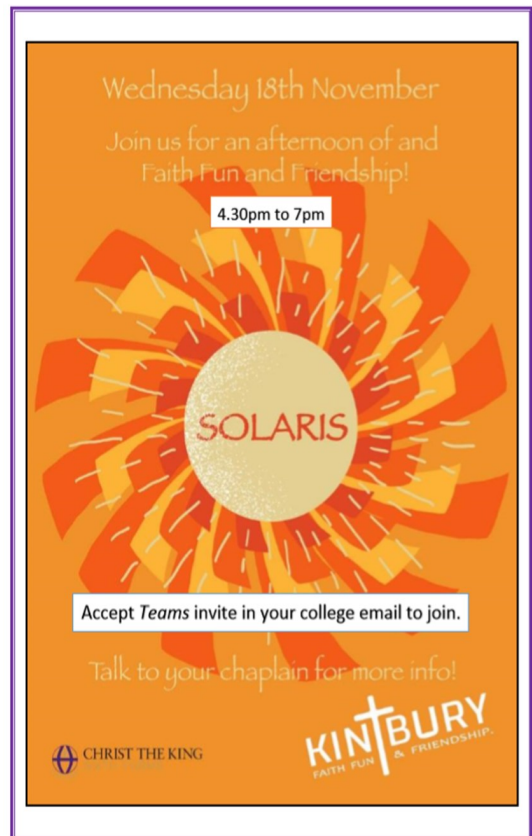 Wednesday 18th November
Join us for an afternoon of and
Faith Fun and Friendship!
4.30pm to 7pm
SOLARIS
Accept Teams invite in your college email to join.
Talk to your chaplain for more info!
KINTBURY
FAITH FUN & FRIENDSHIP.
CHRIST THE KING